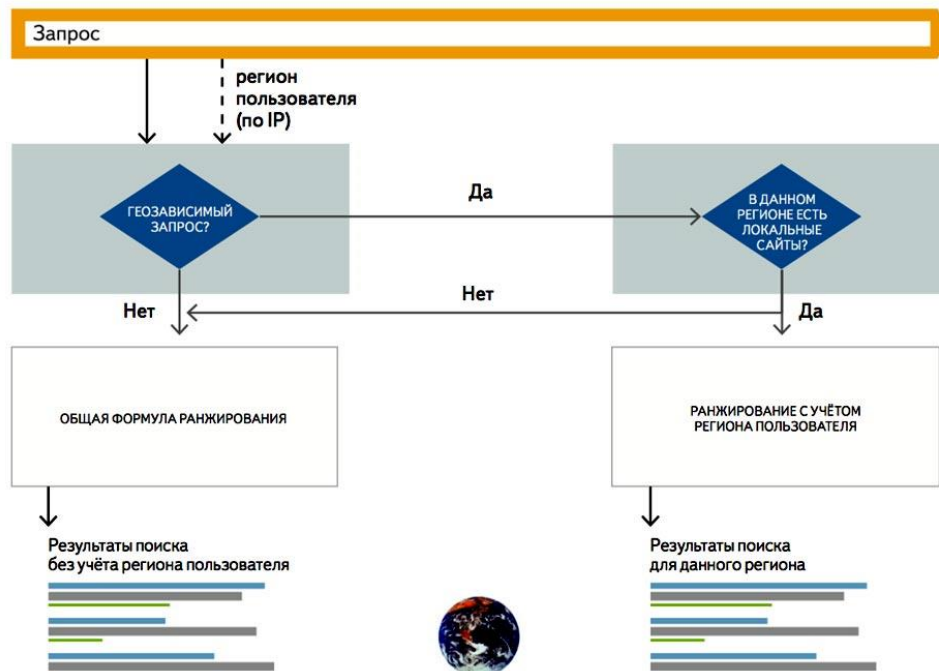 Запрос
регион
пользователя
(по IP)
ГЕОЗАВИСИМЫЙ
ЗАПРОС?
Да
В ДАННОМ
РЕГИОНЕ ЕСТЬ
ЛОКАЛЬНЫЕ
САЙТЫ?
Нет
Нет
Да
ОБЩАЯ ФОРМУЛА РАНЖИРОВАНИЯ
РАНЖИРОВАНИЕ С УЧЁТОМ
РЕГИОНА ПОЛЬЗОВАТЕЛЯ
Результаты поиска
без учёта региона пользователя
Результаты поиска
для данного региона